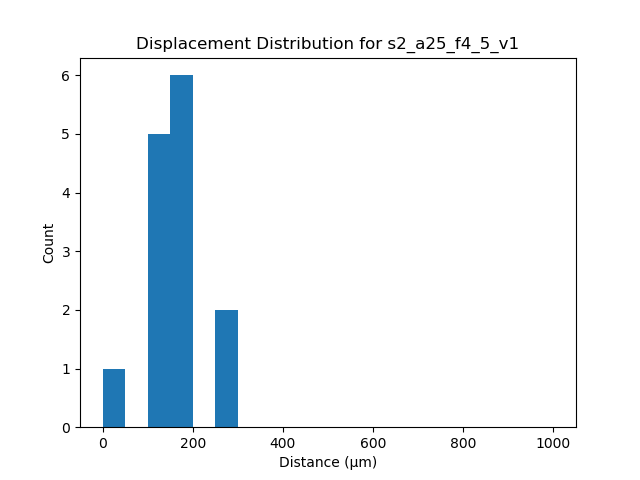 Displacement Distribution for s2_a25_f4_5_v1
6
5
4
3
2
1
0
Count
0 200 400 600 800 1000
Distance (μm)